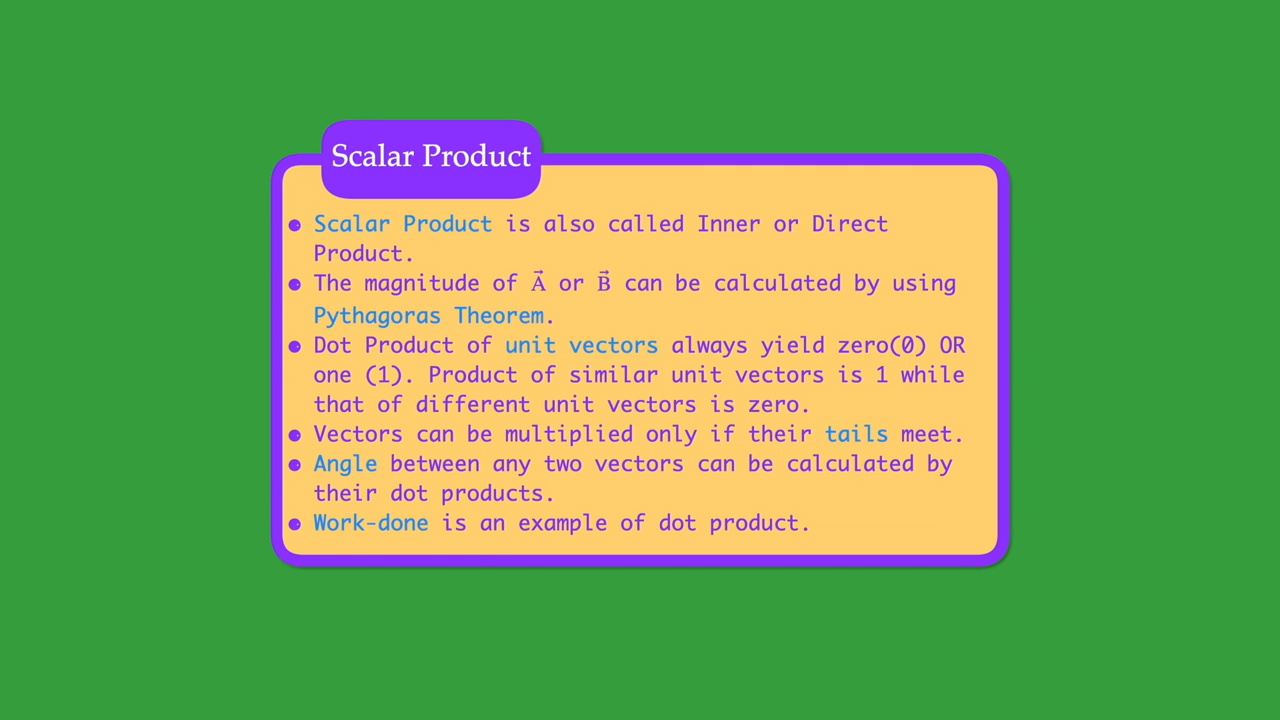 Scalar Product
• Scalar Product is also called Inner or Direct
Product.
• The magnitude of A⃗ or B⃗ can be calculated by using
Pythagoras Theorem.
• Dot Product of unit vectors always yield zero(0) OR
one (1). Product of similar unit vectors is 1 while
that of different unit vectors is zero.
• Vectors can be multiplied only if their tails meet.
• Angle between any two vectors can be calculated by
their dot products.
• Work-done is an example of dot product.